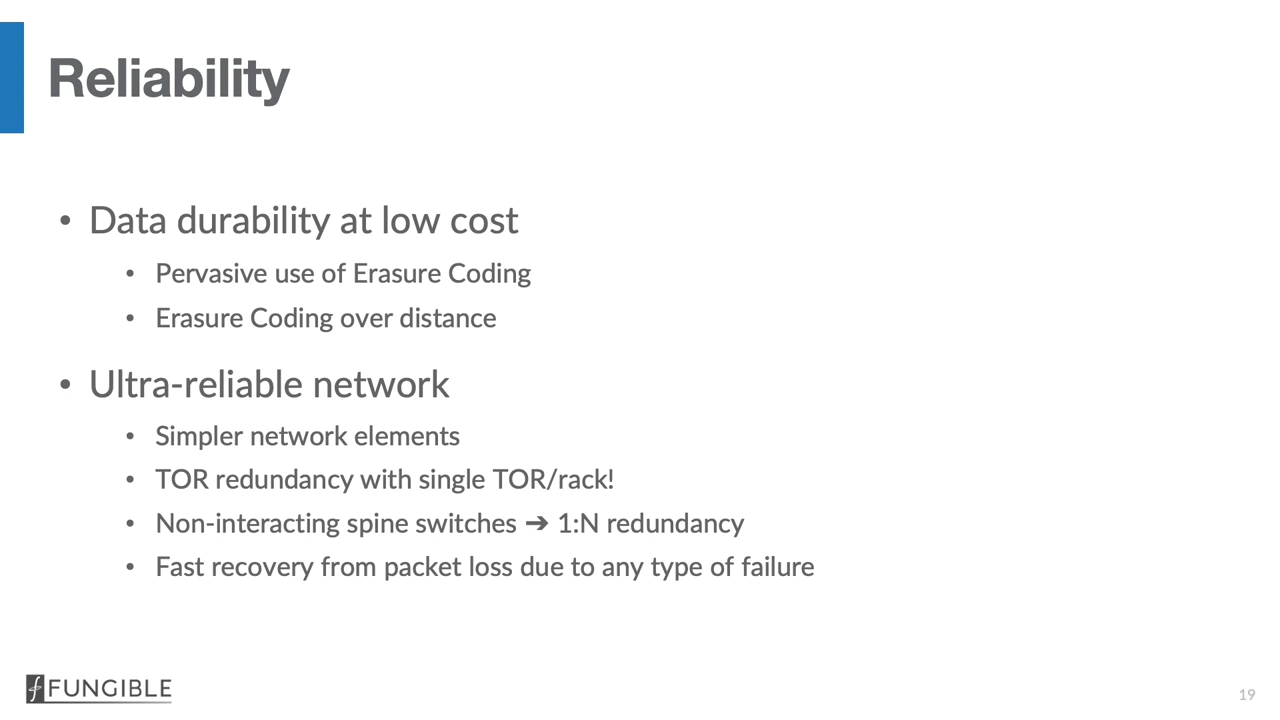 Reliability
• Data durability at low cost
• Pervasive use of Erasure Coding
• Erasure Coding over distance
• Ultra-reliable network
• Simpler network elements
• TOR redundancy with single TOR/rack!
• Non-interacting spine switches ➔ 1:N redundancy
• Fast recovery from packet loss due to any type of failure
FUNGIBLE
19